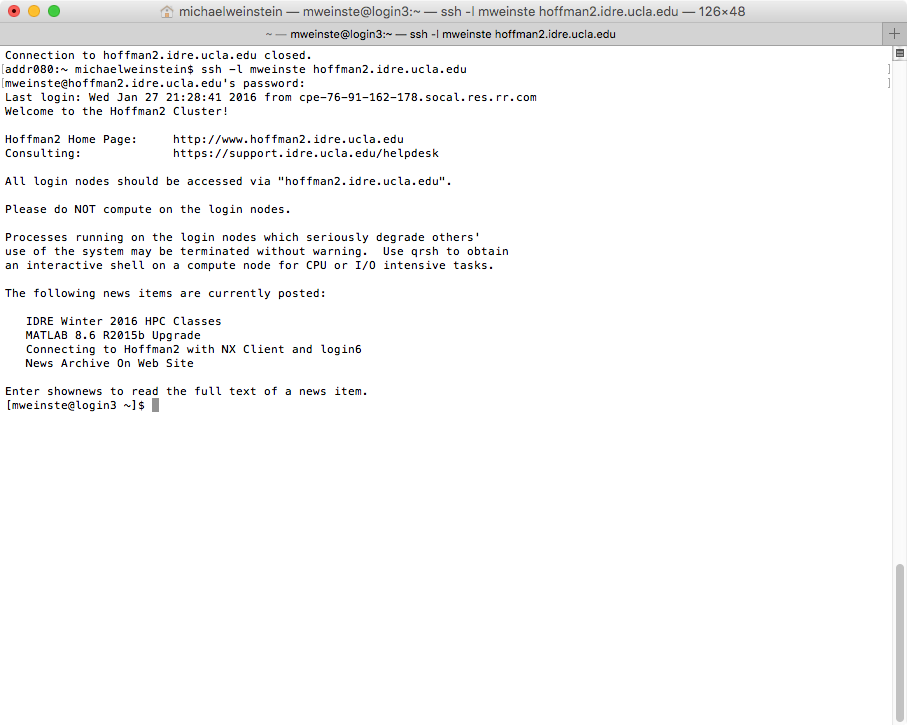 michaelweinstein — mweinste@login3:~ — ssh -l mweinste hoffman2.idre.ucla.edu — 126×48
~ — mweinste@login3:~ — ssh -l mweinste hoffman2.idre.ucla.edu
Connection to hoffman2.idre.ucla.edu closed.
[addr080:~ michaelweinstein$ ssh -l mweinste hoffman2.idre.ucla.edu ]
[mweinste@hoffman2.idre.ucla.edu's password: ]
Last login: Wed Jan 27 21:28:41 2016 from cpe-76-91-162-178.socal.res.rr.com
Welcome to the Hoffman2 Cluster!
Hoffman2 Home Page:     http://www.hoffman2.idre.ucla.edu
Consulting:             https://support.idre.ucla.edu/helpdesk
All login nodes should be accessed via "hoffman2.idre.ucla.edu".
Please do NOT compute on the login nodes.
Processes running on the login nodes which seriously degrade others'
use of the system may be terminated without warning.  Use qrsh to obtain
an interactive shell on a compute node for CPU or I/O intensive tasks.
The following news items are currently posted:
IDRE Winter 2016 HPC Classes
MATLAB 8.6 R2015b Upgrade
Connecting to Hoffman2 with NX Client and login6
News Archive On Web Site
Enter shownews to read the full text of a news item.
[mweinste@login3 ~]$